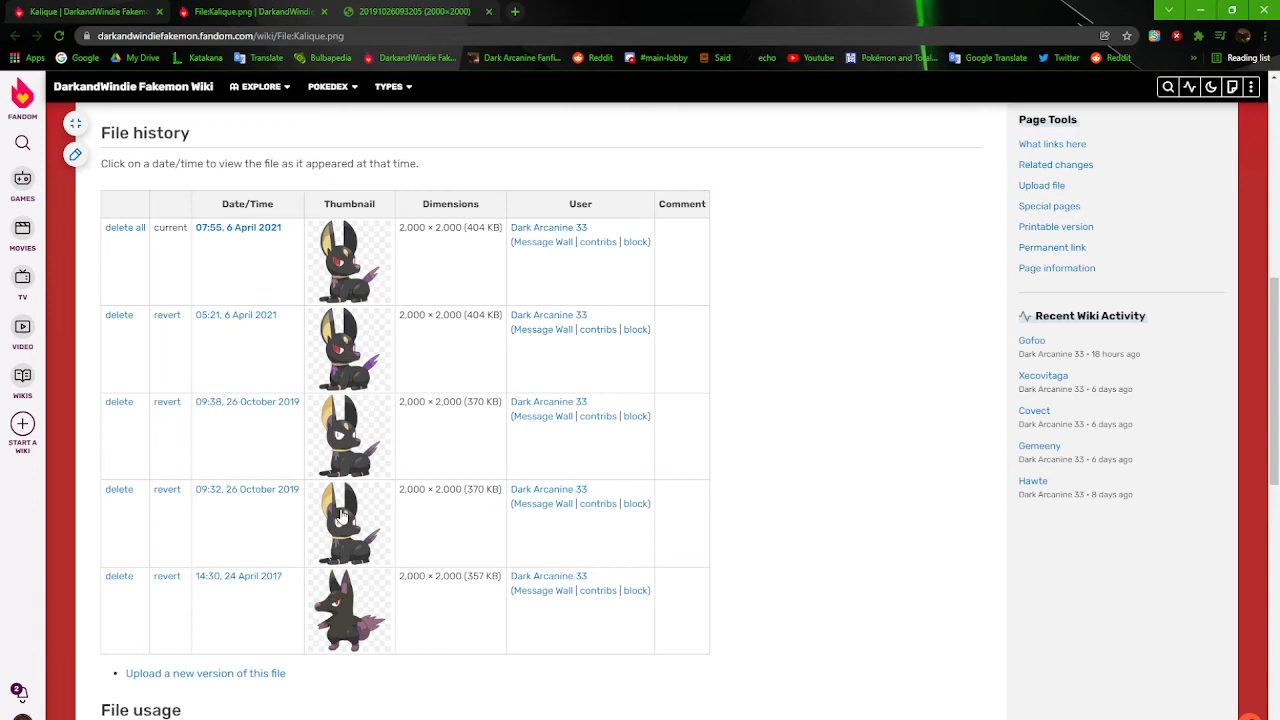 Kalique | DarkandWindie Fakemon
File:Kalique.png | DarkandWindie
20191026093205 (2000×2000)
darkandwindiefakemon.fandom.com/wiki/File:Kalique.png
Apps
Google
My Drive
Katakana
Translate
Bulbapedia
DarkandWindie Fak...
Dark Arcanine Fanfi...
Reddit
#main-lobby
Said
echo
YouTube
Pokémon and Total...
Google Translate
Twitter
Reddit
»
Reading list
FANDOM
GAMES
MOVIES
TV
VIDEO
WIKIS
START A
WIKI
2
DarkandWindie Fakemon Wiki
EXPLORE
POKEDEX
TYPES
File history
Click on a date/time to view the file as it appeared at that time.
Date/Time Thumbnail Dimensions User Comment
delete all current 07:55, 6 April 2021 2,000 × 2,000 (404 KB) Dark Arcanine 33
(Message Wall | contribs | block)
delete revert 05:21, 6 April 2021 2,000 × 2,000 (404 KB) Dark Arcanine 33
(Message Wall | contribs | block)
delete revert 09:38, 26 October 2019 2,000 × 2,000 (370 KB) Dark Arcanine 33
(Message Wall | contribs | block)
delete revert 09:32, 26 October 2019 2,000 × 2,000 (370 KB) Dark Arcanine 33
(Message Wall | contribs | block)
delete revert 14:30, 24 April 2017 2,000 × 2,000 (357 KB) Dark Arcanine 33
(Message Wall | contribs | block)
• Upload a new version of this file
File usage
Page Tools
What links here
Related changes
Upload file
Special pages
Printable version
Permanent link
Page information
Recent Wiki Activity
Gofoo
Dark Arcanine 33 • 18 hours ago
Xecovitaga
Dark Arcanine 33 • 6 days ago
Covect
Dark Arcanine 33 • 6 days ago
Gemeeny
Dark Arcanine 33 • 6 days ago
Hawte
Dark Arcanine 33 • 8 days ago